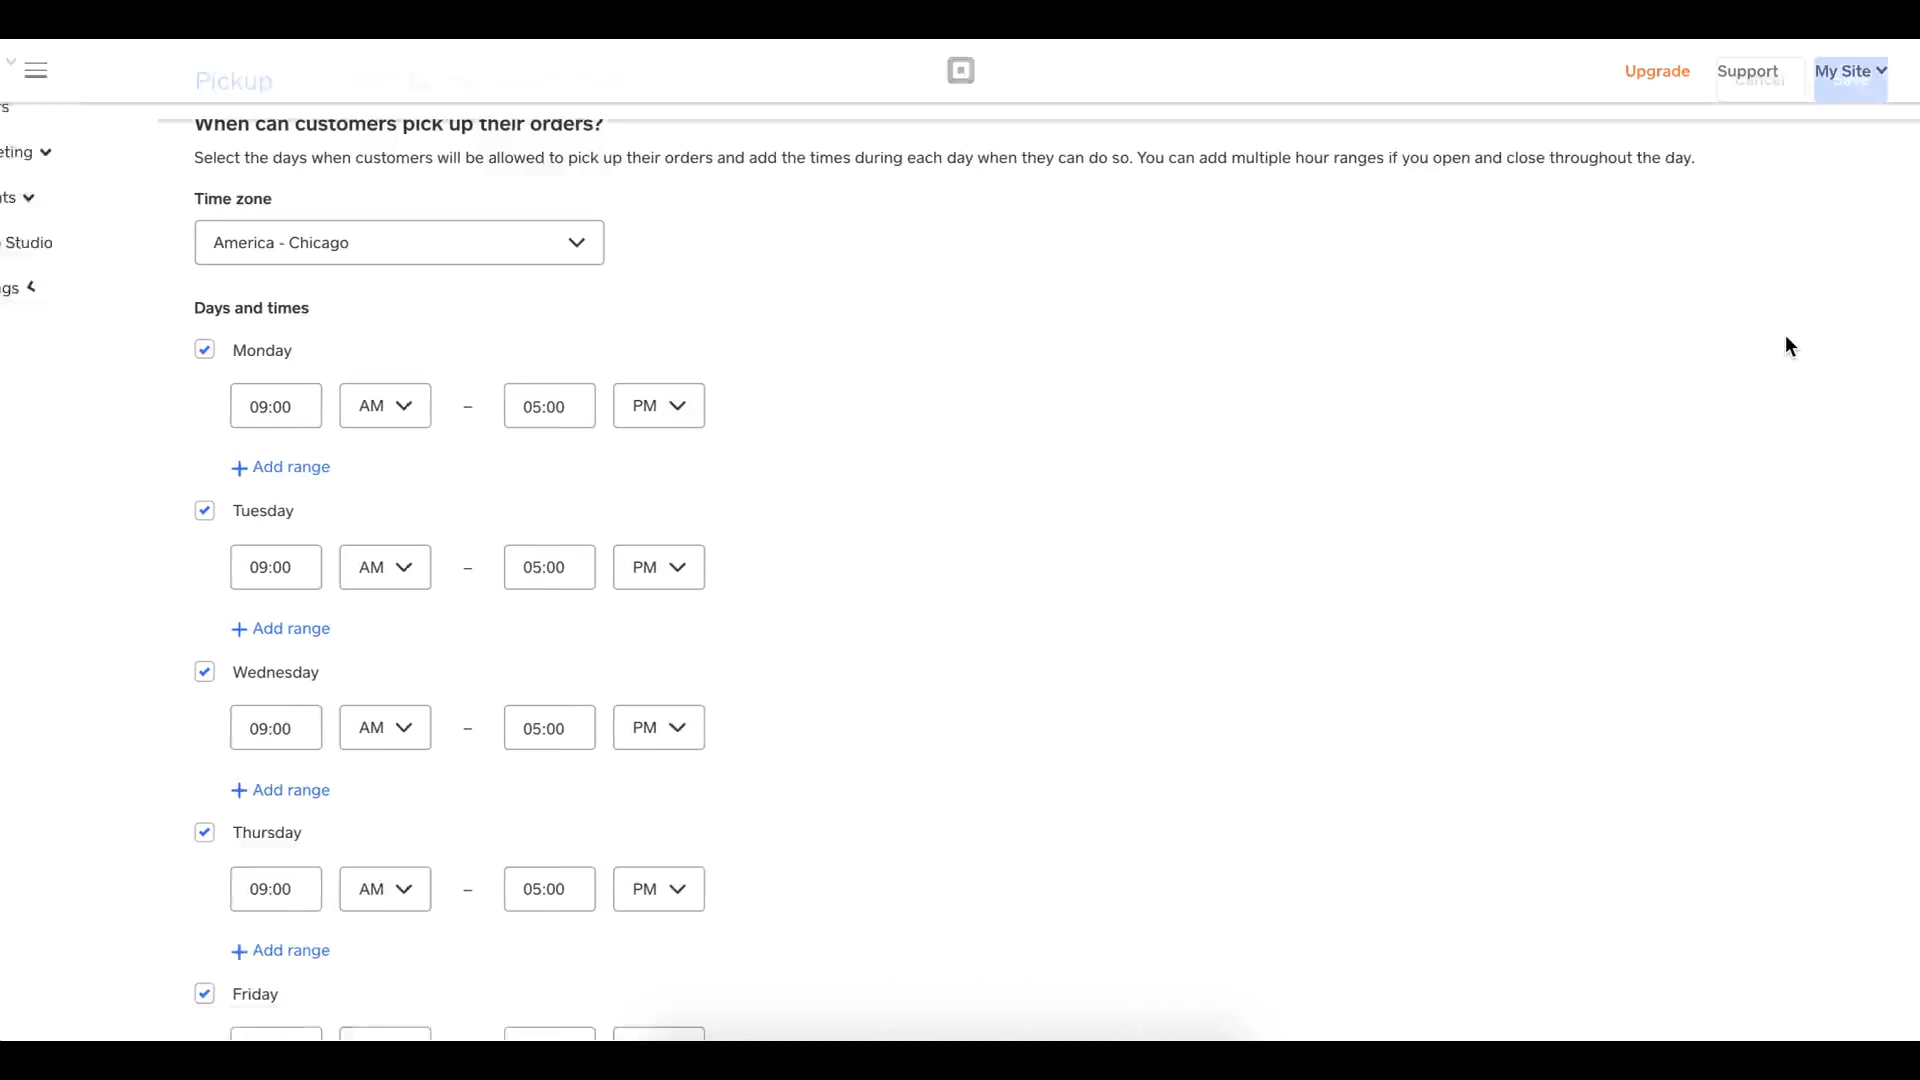 Pickup
Upgrade
Support
Cancel
My Site
s
When can customers pick up their orders?
eting
Select the days when customers will be allowed to pick up their orders and add the times during each day when they can do so. You can add multiple hour ranges if you open and close throughout the day.
nts
Time zone
Studio
America - Chicago
ngs
Days and times
Monday
09:00 AM – 05:00 PM
+ Add range
Tuesday
09:00 AM – 05:00 PM
+ Add range
Wednesday
09:00 AM – 05:00 PM
+ Add range
Thursday
09:00 AM – 05:00 PM
+ Add range
Friday